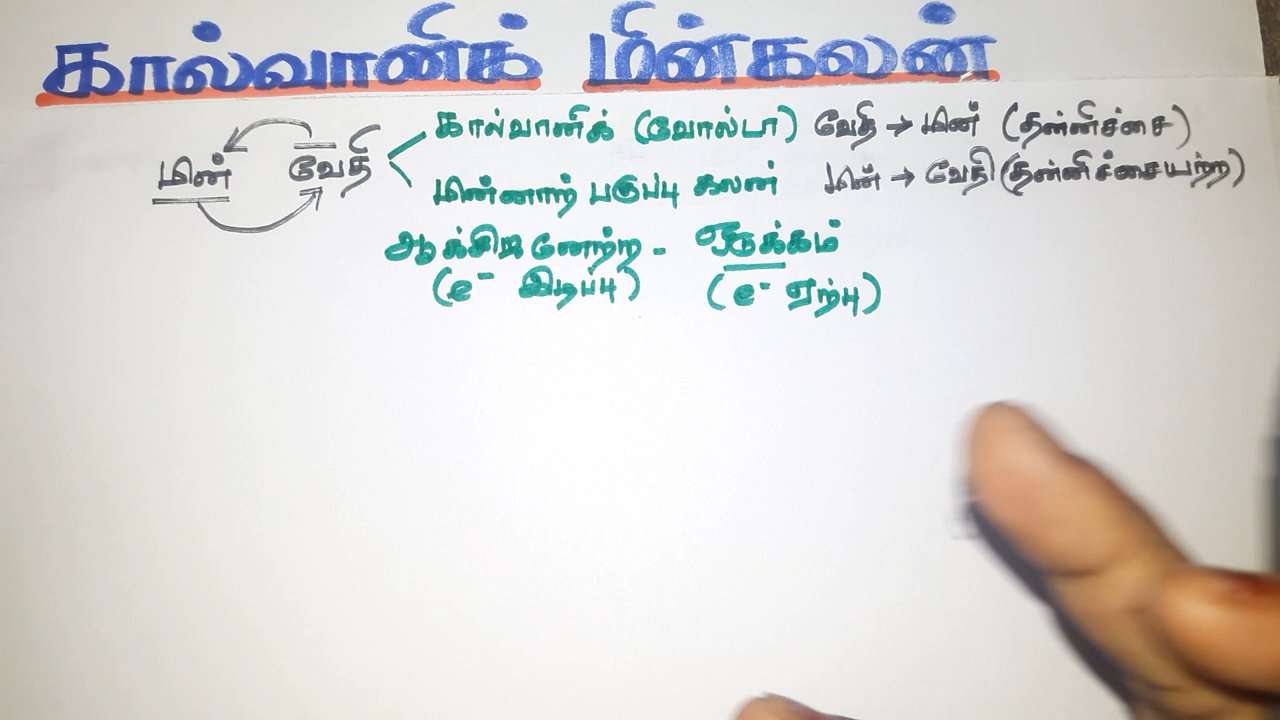 கால்வானிக் மின்கலன்
மின் வேதி
கால்வானிக் (வோல்டா) வேதி → மின் (தன்னிச்சை)
மின்னாற் பகுப்பு கலன் மின் → வேதி (தன்னிச்சையற்ற)
ஆக்சிஜனேற்ற - ஒடுக்கம்
(e⁻ இழப்பு) (e⁻ ஏற்பு)